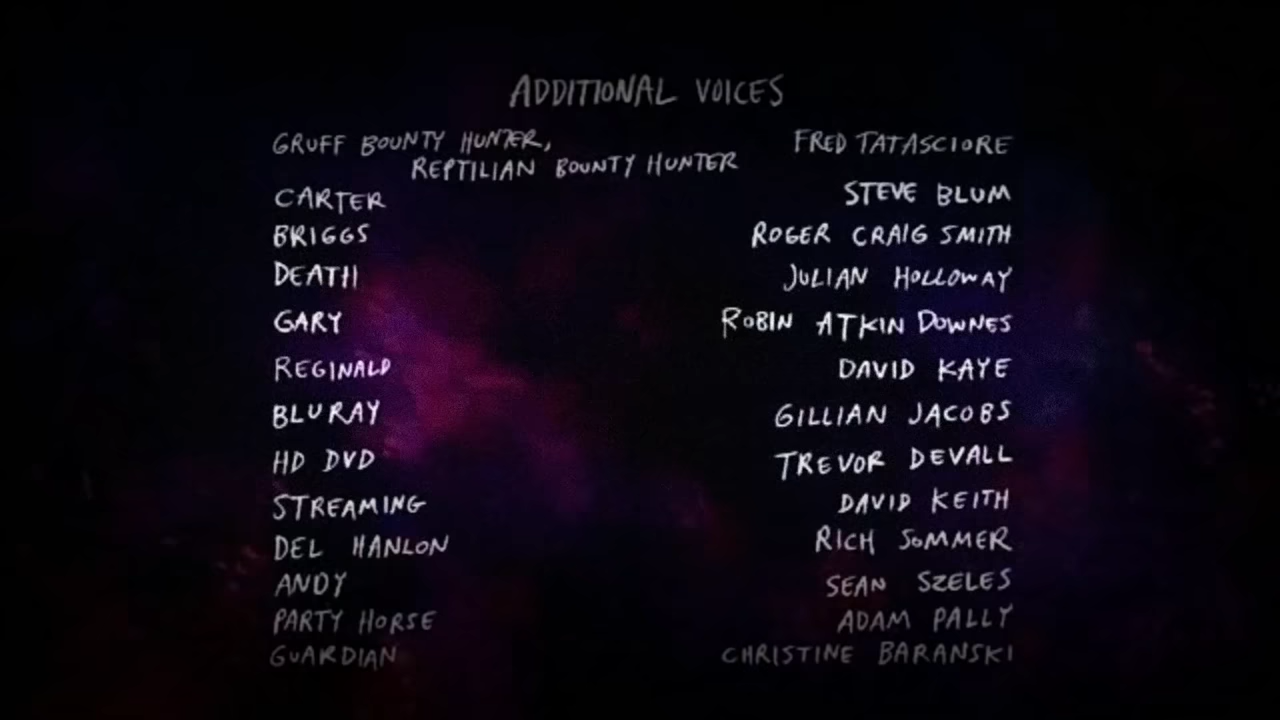 ADDITIONAL VOICES
GRUFF BOUNTY HUNTER, FRED TATASCIORE
REPTILIAN BOUNTY HUNTER
CARTER STEVE BLUM
BRIGGS ROGER CRAIG SMITH
DEATH JULIAN HOLLOWAY
GARY ROBIN ATKIN DOWNES
REGINALD DAVID KAYE
BLURAY GILLIAN JACOBS
HD DVD TREVOR DEVALL
STREAMING DAVID KEITH
DEL HANLON RICH SOMMER
ANDY SEAN SZELES
PARTY HORSE ADAM PALLY
GUARDIAN CHRISTINE BARANSKI